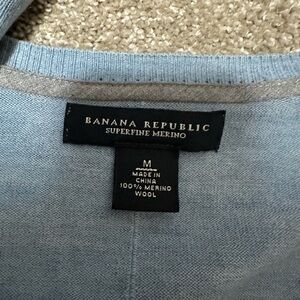 BANANA REPUBLIC
SUPERFINE MERINO
M
MADE IN
CHINA
100% MERINO
WOOL